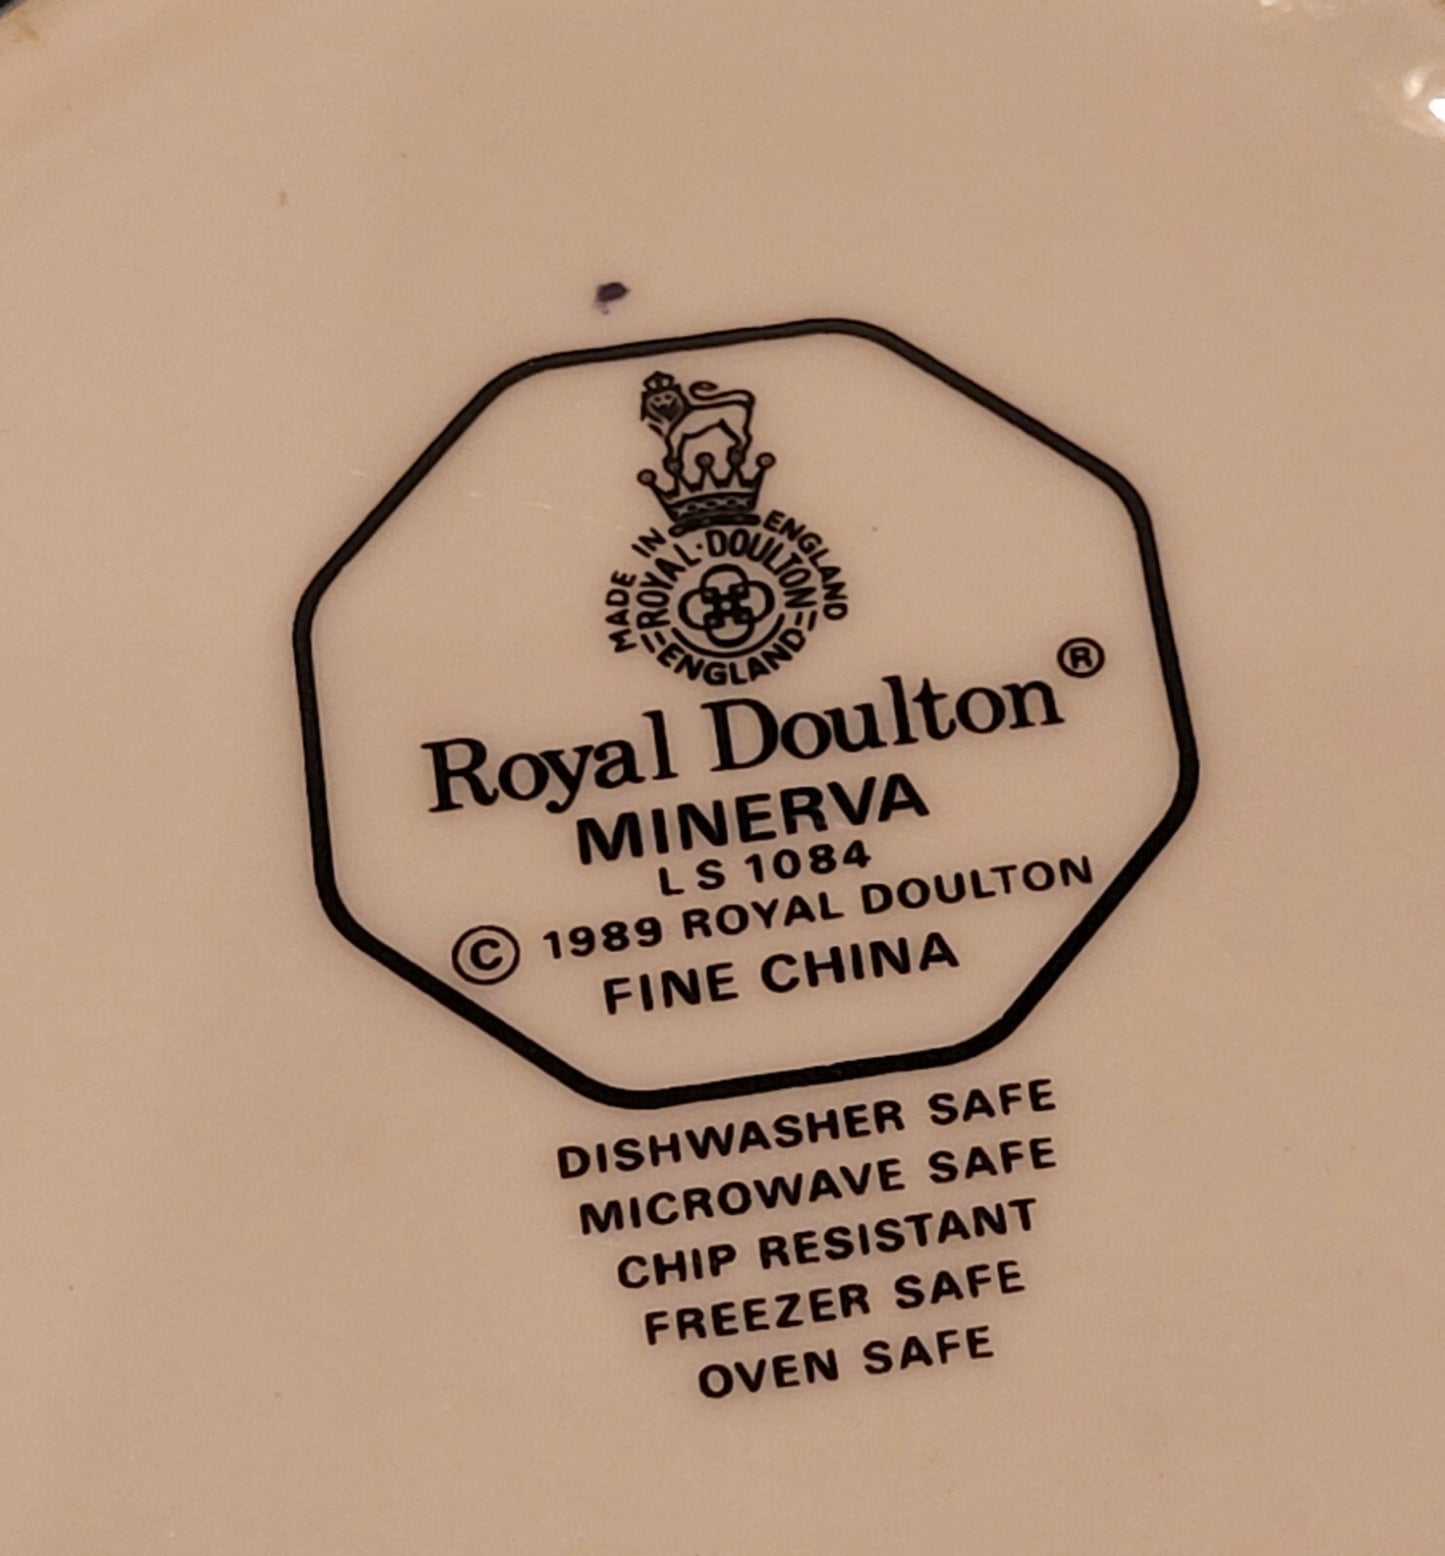 MADE IN ENGLAND
ROYAL·DOULTON
ENGLAND
Royal Doulton®
MINERVA
LS 1084
© 1989 ROYAL DOULTON
FINE CHINA
DISHWASHER SAFE
MICROWAVE SAFE
CHIP RESISTANT
FREEZER SAFE
OVEN SAFE